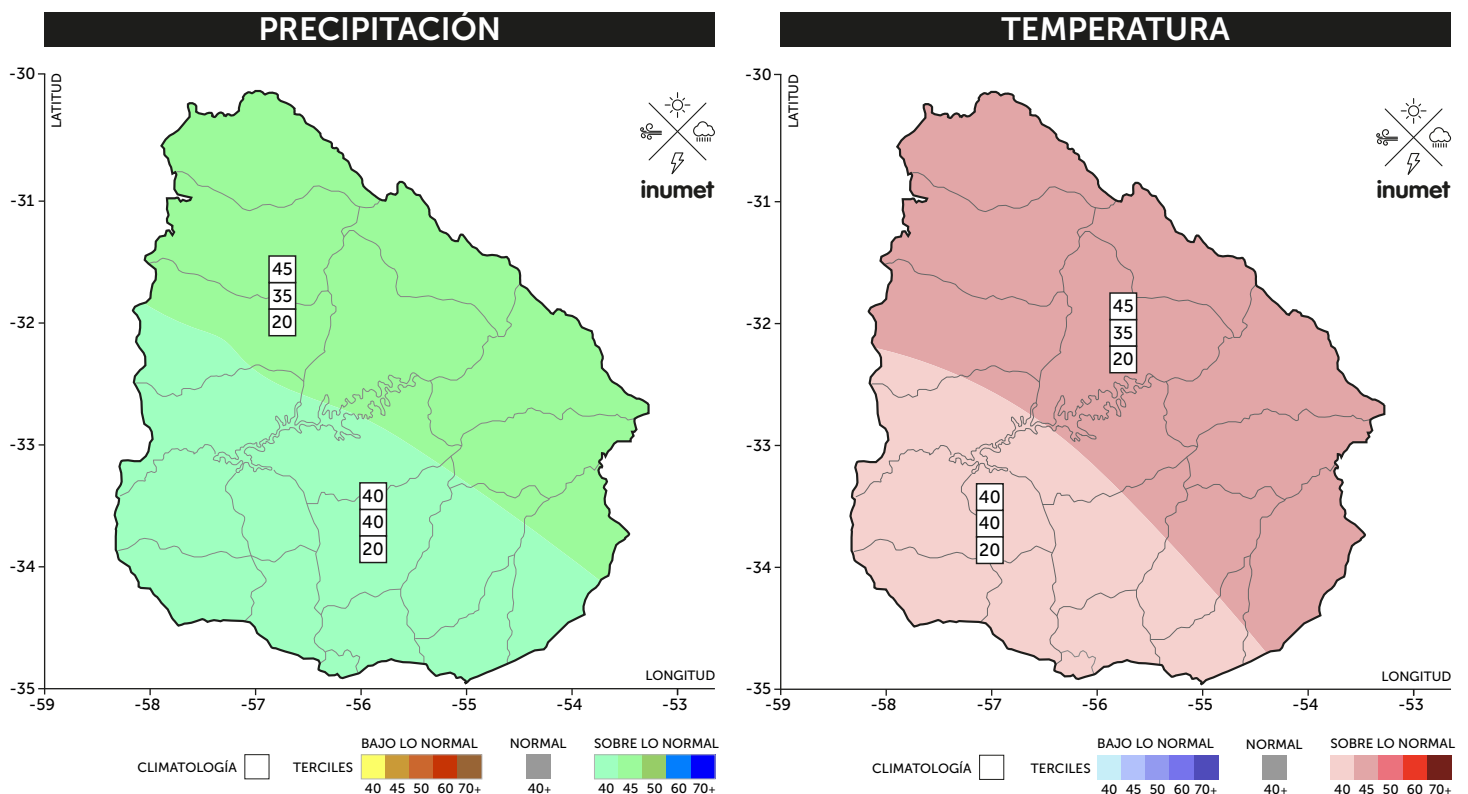 PRECIPITACIÓN
-30
LATITUD
inumet
-31
45
35
20
-32
-33
40
40
20
-34
LONGITUD
-35
-59 -58 -57 -56 -55 -54 -53
CLIMATOLOGÍA
TERCILES
BAJO LO NORMAL
40 45 50 60 70+
NORMAL
40+
SOBRE LO NORMAL
40 45 50 60 70+
TEMPERATURA
-30
LATITUD
inumet
-31
45
35
20
-32
-33
40
40
20
-34
LONGITUD
-35
-59 -58 -57 -56 -55 -54 -53
CLIMATOLOGÍA
TERCILES
BAJO LO NORMAL
40 45 50 60 70+
NORMAL
40+
SOBRE LO NORMAL
40 45 50 60 70+